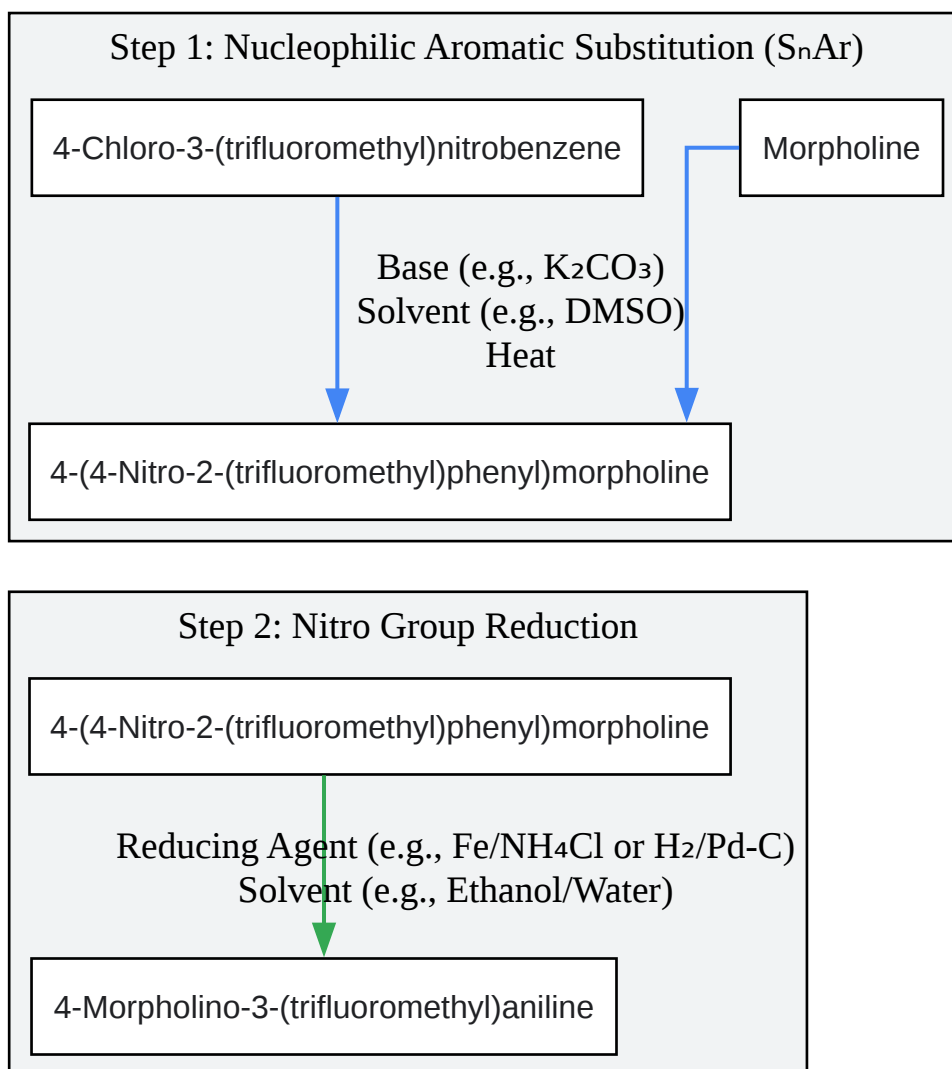 Step 1: Nucleophilic Aromatic Substitution (SₙAr)
4-Chloro-3-(trifluoromethyl)nitrobenzene
Morpholine
Base (e.g., K₂CO₃)
Solvent (e.g., DMSO)
Heat
4-(4-Nitro-2-(trifluoromethyl)phenyl)morpholine
Step 2: Nitro Group Reduction
4-(4-Nitro-2-(trifluoromethyl)phenyl)morpholine
Reducing Agent (e.g., Fe/NH₄Cl or H₂/Pd-C)
Solvent (e.g., Ethanol/Water)
4-Morpholino-3-(trifluoromethyl)aniline